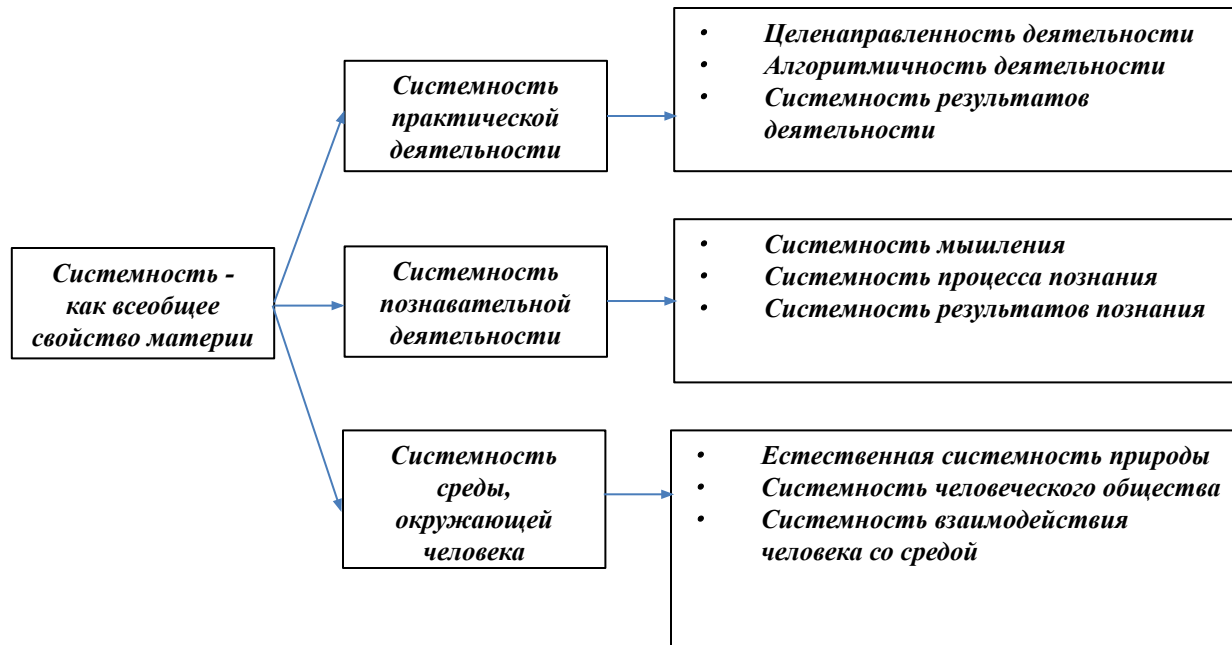 Системность -
как всеобщее
свойство материи
Системность
практической
деятельности
• Целенаправленность деятельности
• Алгоритмичность деятельности
• Системность результатов
деятельности
Системность
познавательной
деятельности
• Системность мышления
• Системность процесса познания
• Системность результатов познания
Системность
среды,
окружающей
человека
• Естественная системность природы
• Системность человеческого общества
• Системность взаимодействия
человека со средой